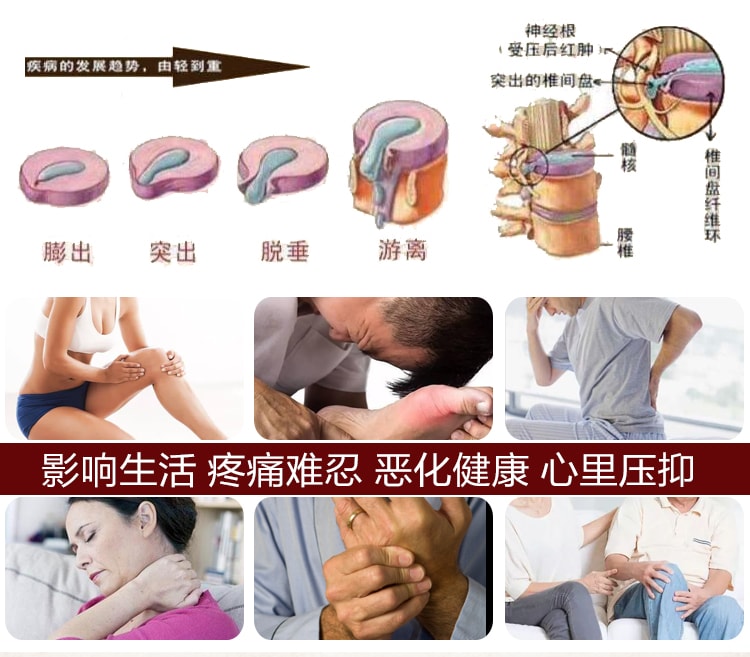 疾病的发展趋势，由轻到重
膨出
突出
脱垂
游离
神经根
受压后红肿
突出的椎间盘
髓核
椎间盘纤维环
腰椎
影响生活 疼痛难忍 恶化健康 心里压抑